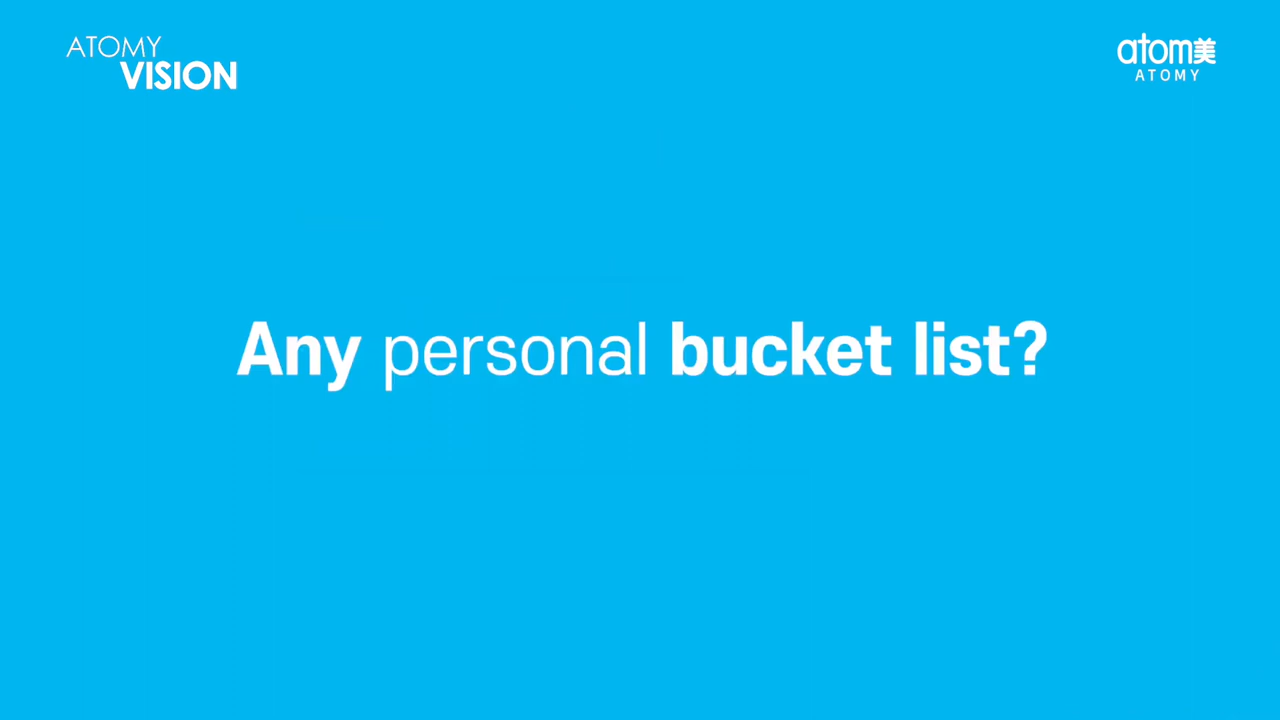 ATOMY
VISION
atom美
ATOMY
Any personal bucket list?